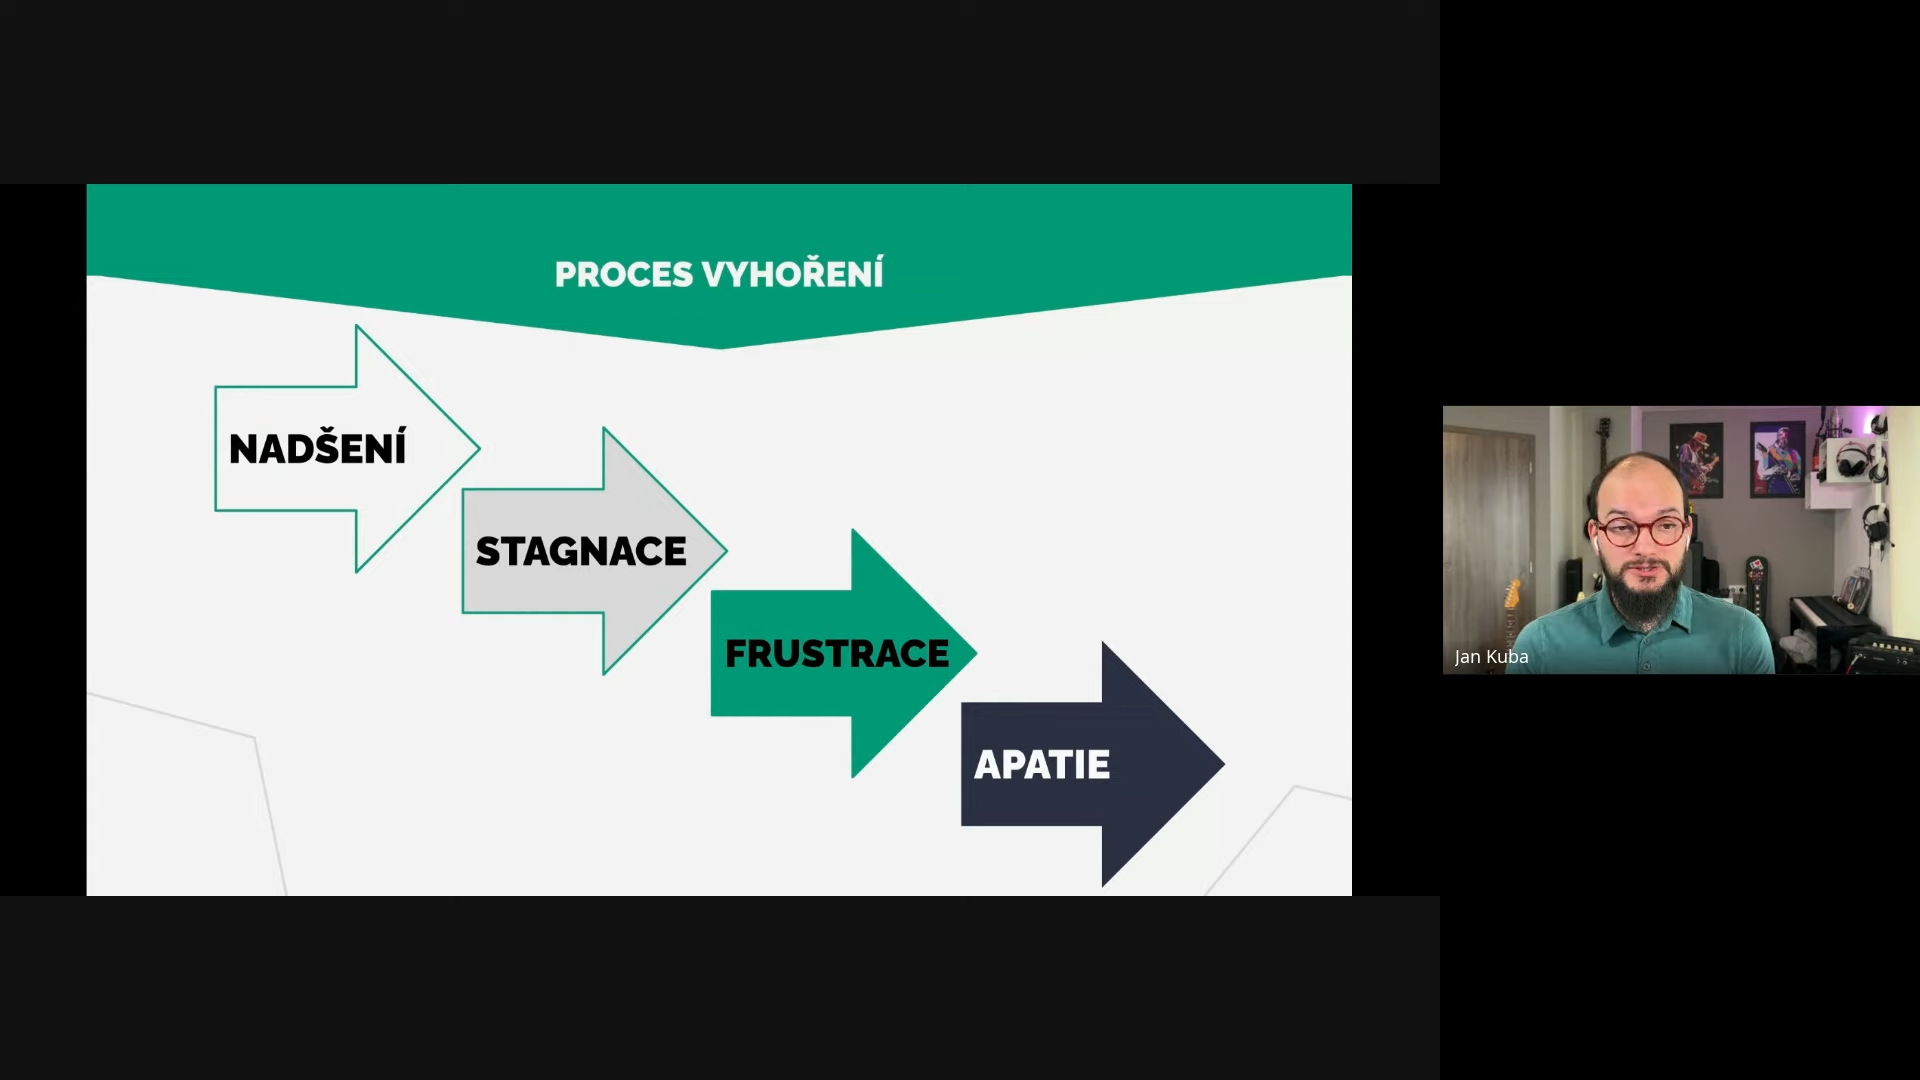 PROCES VYHOŘENÍ
NADŠENÍ
STAGNACE
FRUSTRACE
APATIE
Jan Kuba